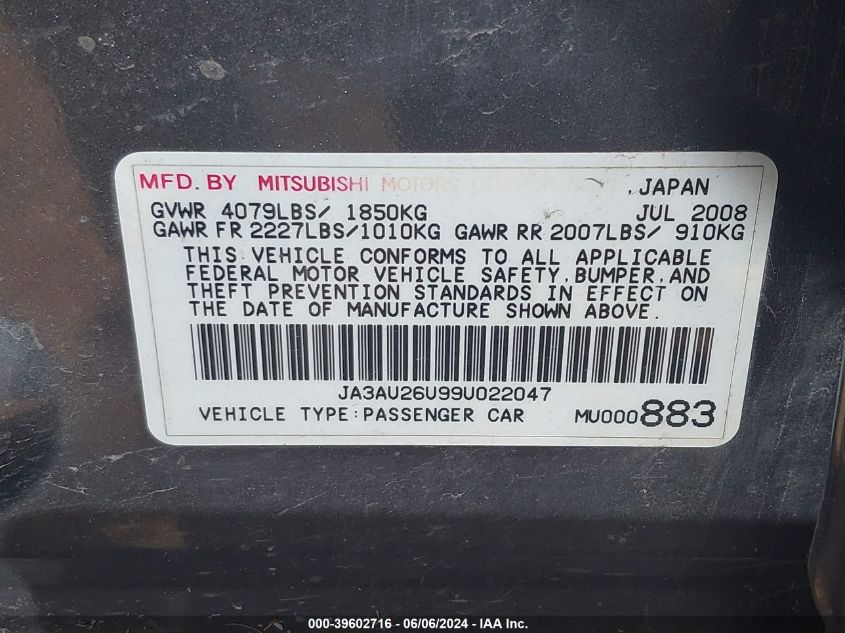 MFD. BY MITSUBISHI MOTORS CORPORATION, JAPAN
GVWR 4079LBS/ 1850KG JUL 2008
GAWR FR 2227LBS/1010KG GAWR RR 2007LBS/ 910KG
THIS VEHICLE CONFORMS TO ALL APPLICABLE
FEDERAL MOTOR VEHICLE SAFETY, BUMPER, AND
THEFT PREVENTION STANDARDS IN EFFECT ON
THE DATE OF MANUFACTURE SHOWN ABOVE.
JA3AU26U99U022047
VEHICLE TYPE:PASSENGER CAR MU000883
000-39602716 - 06/06/2024 - IAA Inc.